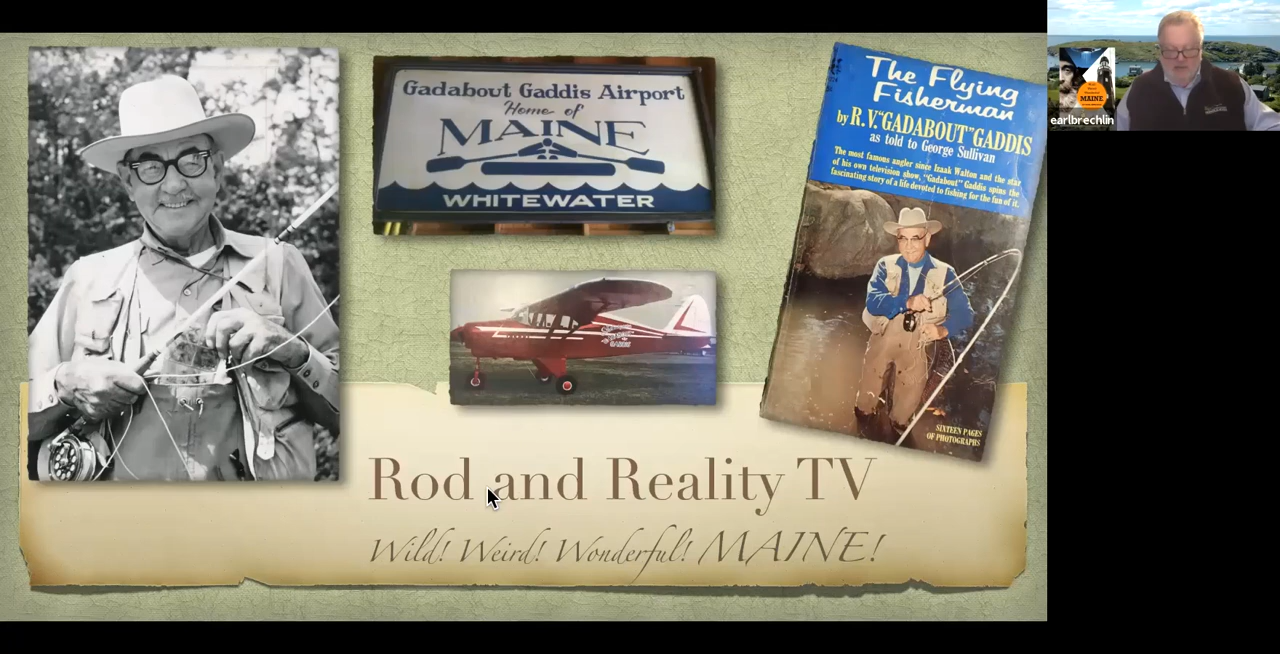 Gadabout Gaddis Airport
Home of
MAINE
WHITEWATER
The Flying
Fisherman
by R.V. "GADABOUT" GADDIS
as told to George Sullivan
The most famous angler since Izaak Walton and the star
of his own television show, "Gadabout" Gaddis spins the
fascinating story of a life devoted to fishing for the fun of it.
SIXTEEN PAGES
OF PHOTOGRAPHS
Rod and Reality TV
Wild! Weird! Wonderful! MAINE!
MAINE
earlbrechlin